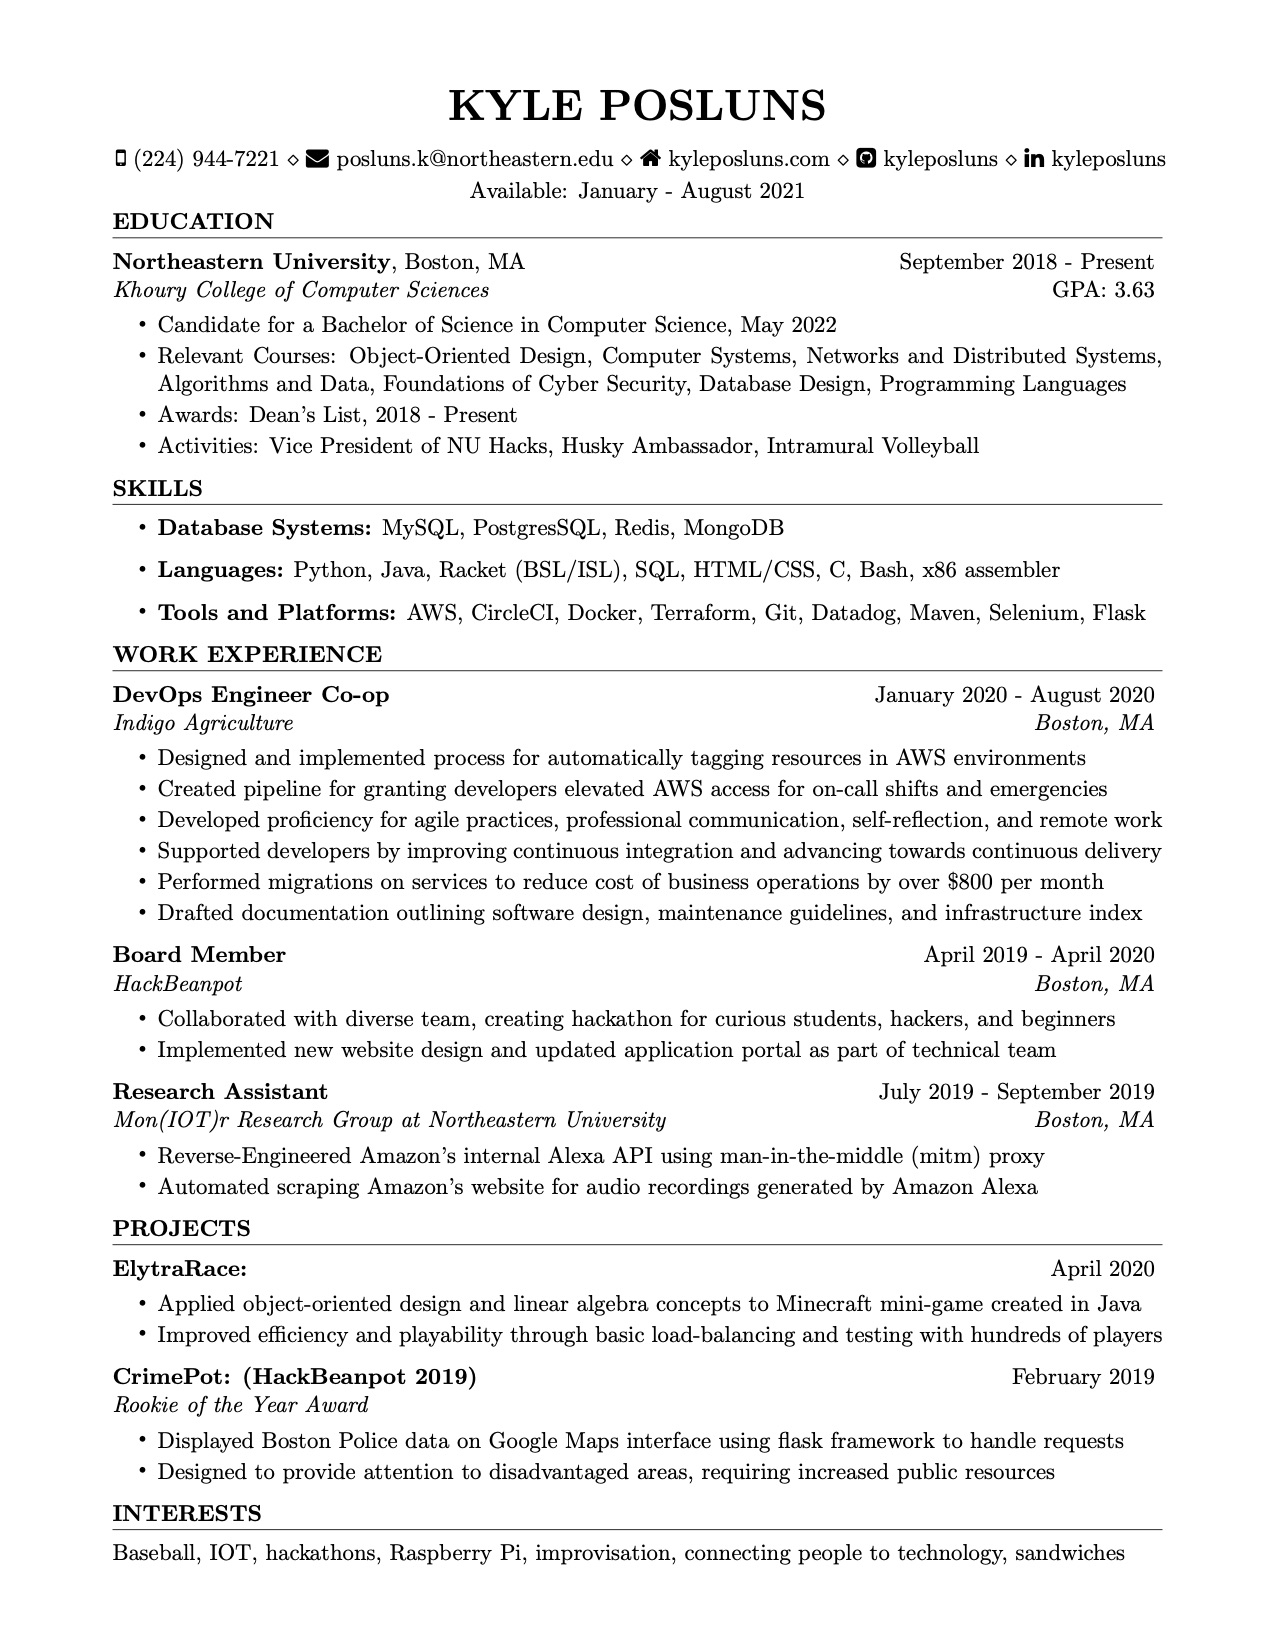 KYLE POSLUNS
(224) 944-7221 ⋄ posluns.k@northeastern.edu ⋄ kyleposluns.com ⋄ kyleposluns ⋄ kyleposluns
Available: January - August 2021
EDUCATION
Northeastern University, Boston, MA September 2018 - Present
Khoury College of Computer Sciences GPA: 3.63
• Candidate for a Bachelor of Science in Computer Science, May 2022
• Relevant Courses: Object-Oriented Design, Computer Systems, Networks and Distributed Systems,
Algorithms and Data, Foundations of Cyber Security, Database Design, Programming Languages
• Awards: Dean's List, 2018 - Present
• Activities: Vice President of NU Hacks, Husky Ambassador, Intramural Volleyball
SKILLS
• Database Systems: MySQL, PostgresSQL, Redis, MongoDB
• Languages: Python, Java, Racket (BSL/ISL), SQL, HTML/CSS, C, Bash, x86 assembler
• Tools and Platforms: AWS, CircleCI, Docker, Terraform, Git, Datadog, Maven, Selenium, Flask
WORK EXPERIENCE
DevOps Engineer Co-op January 2020 - August 2020
Indigo Agriculture Boston, MA
• Designed and implemented process for automatically tagging resources in AWS environments
• Created pipeline for granting developers elevated AWS access for on-call shifts and emergencies
• Developed proficiency for agile practices, professional communication, self-reflection, and remote work
• Supported developers by improving continuous integration and advancing towards continuous delivery
• Performed migrations on services to reduce cost of business operations by over $800 per month
• Drafted documentation outlining software design, maintenance guidelines, and infrastructure index
Board Member April 2019 - April 2020
HackBeanpot Boston, MA
• Collaborated with diverse team, creating hackathon for curious students, hackers, and beginners
• Implemented new website design and updated application portal as part of technical team
Research Assistant July 2019 - September 2019
Mon(IOT)r Research Group at Northeastern University Boston, MA
• Reverse-Engineered Amazon's internal Alexa API using man-in-the-middle (mitm) proxy
• Automated scraping Amazon's website for audio recordings generated by Amazon Alexa
PROJECTS
ElytraRace: April 2020
• Applied object-oriented design and linear algebra concepts to Minecraft mini-game created in Java
• Improved efficiency and playability through basic load-balancing and testing with hundreds of players
CrimePot: (HackBeanpot 2019) February 2019
Rookie of the Year Award
• Displayed Boston Police data on Google Maps interface using flask framework to handle requests
• Designed to provide attention to disadvantaged areas, requiring increased public resources
INTERESTS
Baseball, IOT, hackathons, Raspberry Pi, improvisation, connecting people to technology, sandwiches